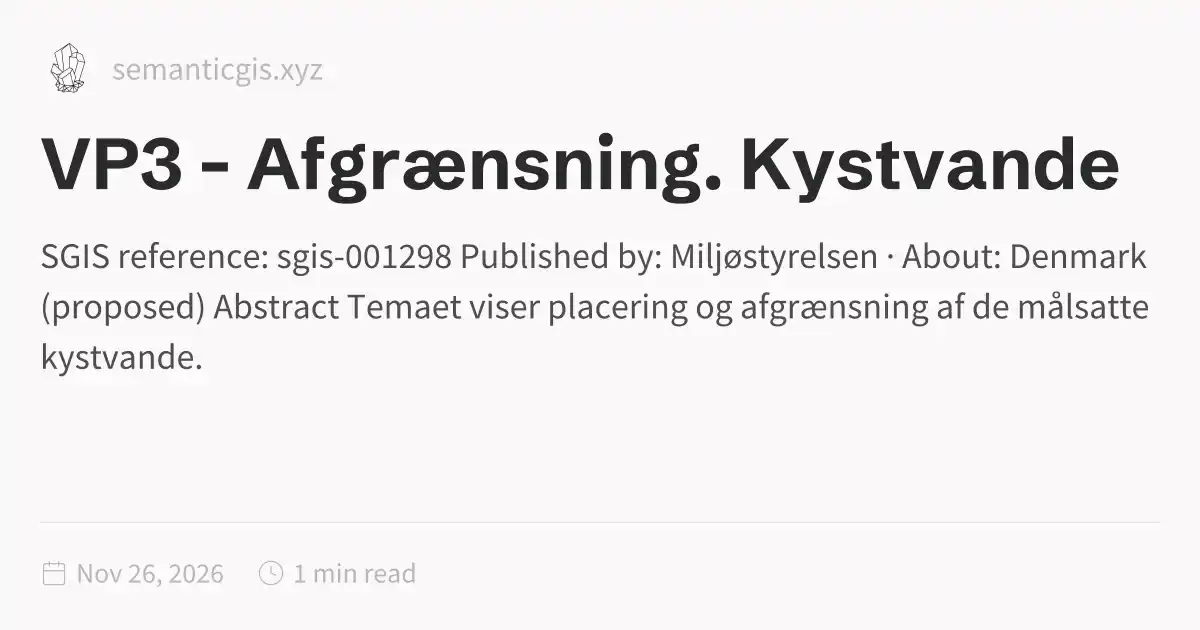 semanticgis.xyz
VP3 - Afgrænsning. Kystvande
SGIS reference: sgis-001298 Published by: Miljøstyrelsen · About: Denmark
(proposed) Abstract Temaet viser placering og afgrænsning af de målsatte
kystvande.
Nov 26, 2026 1 min read